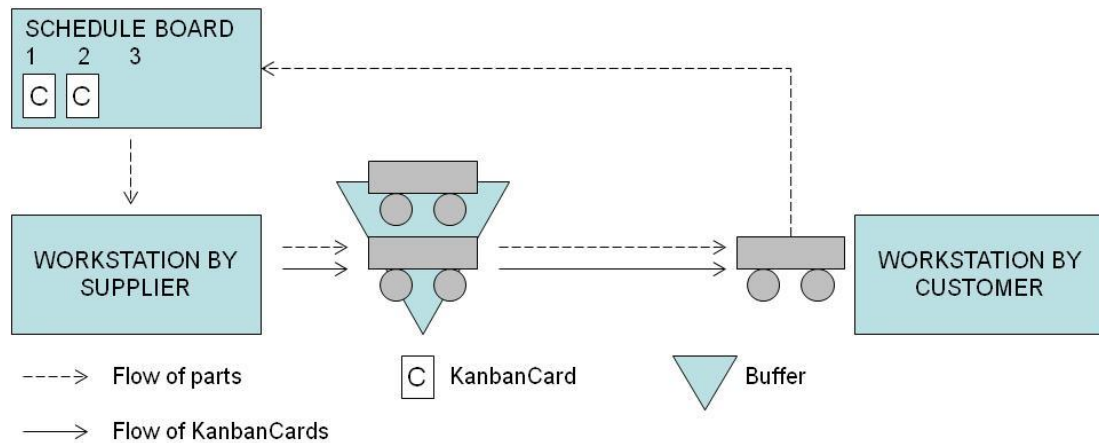 SCHEDULE BOARD
1 2 3
C C
WORKSTATION BY
SUPPLIER
WORKSTATION BY
CUSTOMER
Flow of parts
C KanbanCard
Buffer
Flow of KanbanCards